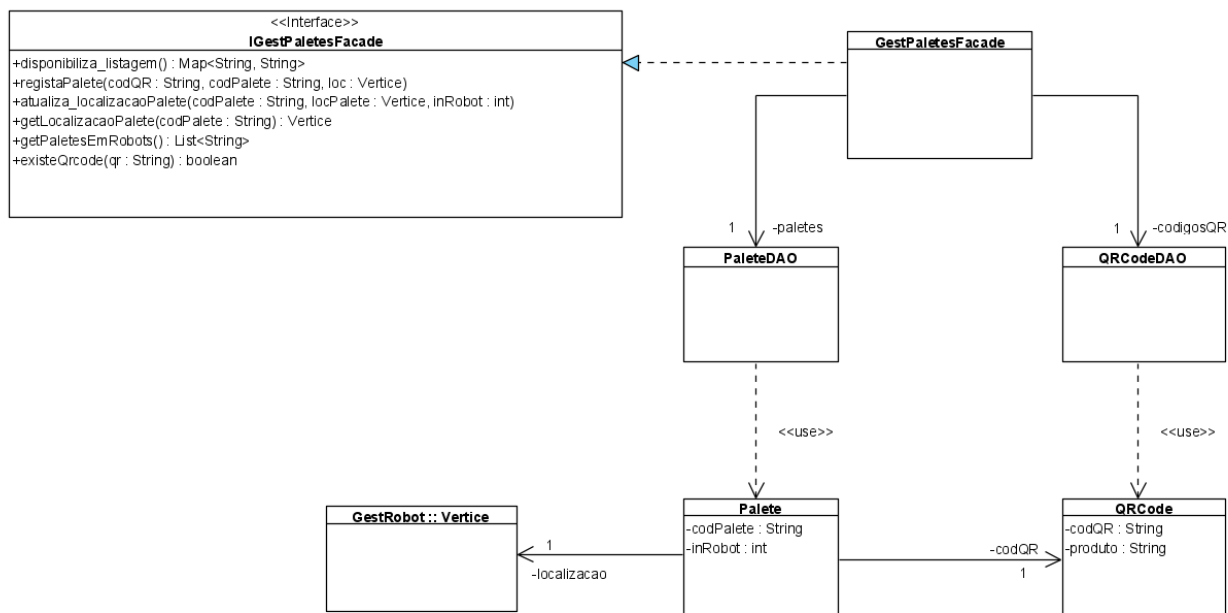 <<Interface>>
IGestPaletesFacade
+disponibiliza_listagem() : Map<String, String>
+registaPalete(codQR : String, codPalete : String, loc : Vertice)
+atualiza_localizacaoPalete(codPalete : String, locPalete : Vertice, inRobot : int)
+getLocalizacaoPalete(codPalete : String) : Vertice
+getPaletesEmRobots() : List<String>
+existeQrcode(qr : String) : boolean
GestPaletesFacade
1
-paletes
1
-codigosQR
PaleteDAO
QRCodeDAO
<<use>>
<<use>>
GestRobot :: Vertice
1
-localizacao
Palete
-codPalete : String
-inRobot : int
-codQR
1
QRCode
-codQR : String
-produto : String